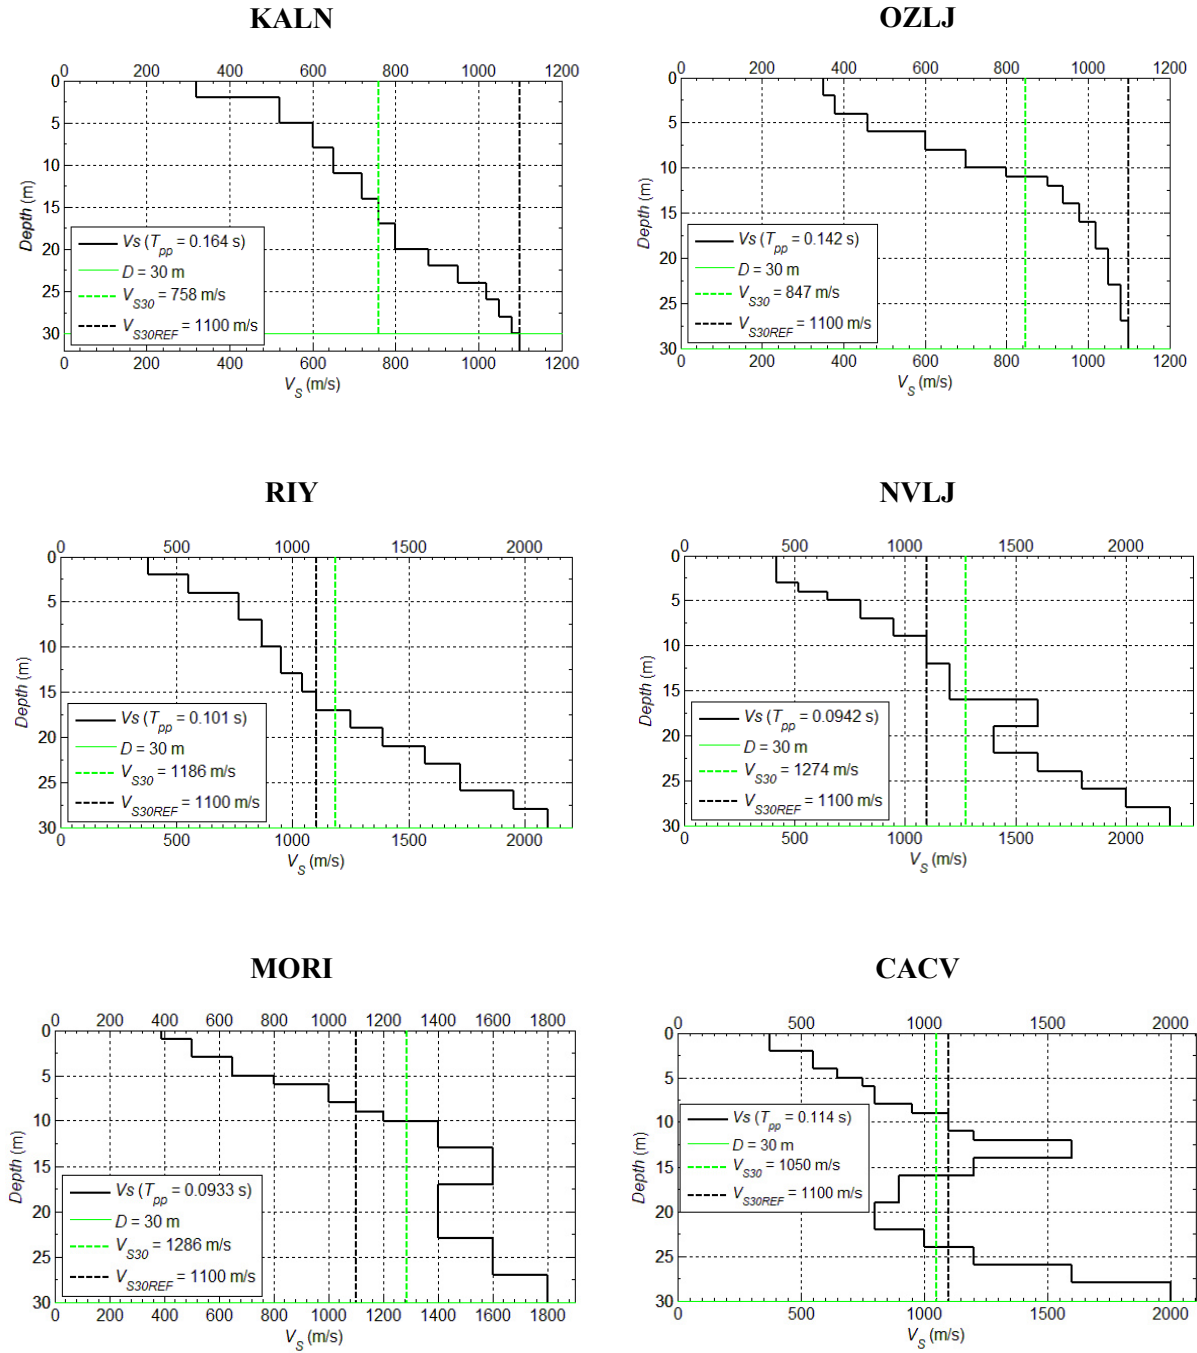 KALN
0 200 400 600 800 1000 1200
0
5
10
15
20
25
30
Depth (m)
Vs (Tpp = 0.164 s)
D = 30 m
VS30 = 758 m/s
VS30REF = 1100 m/s
0 200 400 600 800 1000 1200
VS (m/s)
OZLJ
0 200 400 600 800 1000 1200
0
5
10
15
20
25
30
Depth (m)
Vs (Tpp = 0.142 s)
D = 30 m
VS30 = 847 m/s
VS30REF = 1100 m/s
0 200 400 600 800 1000 1200
VS (m/s)
RIY
0 500 1000 1500 2000
0
5
10
15
20
25
30
Depth (m)
Vs (Tpp = 0.101 s)
D = 30 m
VS30 = 1186 m/s
VS30REF = 1100 m/s
0 500 1000 1500 2000
VS (m/s)
NVLJ
0 500 1000 1500 2000
0
5
10
15
20
25
30
Depth (m)
Vs (Tpp = 0.0942 s)
D = 30 m
VS30 = 1274 m/s
VS30REF = 1100 m/s
0 500 1000 1500 2000
VS (m/s)
MORI
0 200 400 600 800 1000 1200 1400 1600 1800
0
5
10
15
20
25
30
Depth (m)
Vs (Tpp = 0.0933 s)
D = 30 m
VS30 = 1286 m/s
VS30REF = 1100 m/s
0 200 400 600 800 1000 1200 1400 1600 1800
VS (m/s)
CACV
0 500 1000 1500 2000
0
5
10
15
20
25
30
Depth (m)
Vs (Tpp = 0.114 s)
D = 30 m
VS30 = 1050 m/s
VS30REF = 1100 m/s
0 500 1000 1500 2000
VS (m/s)